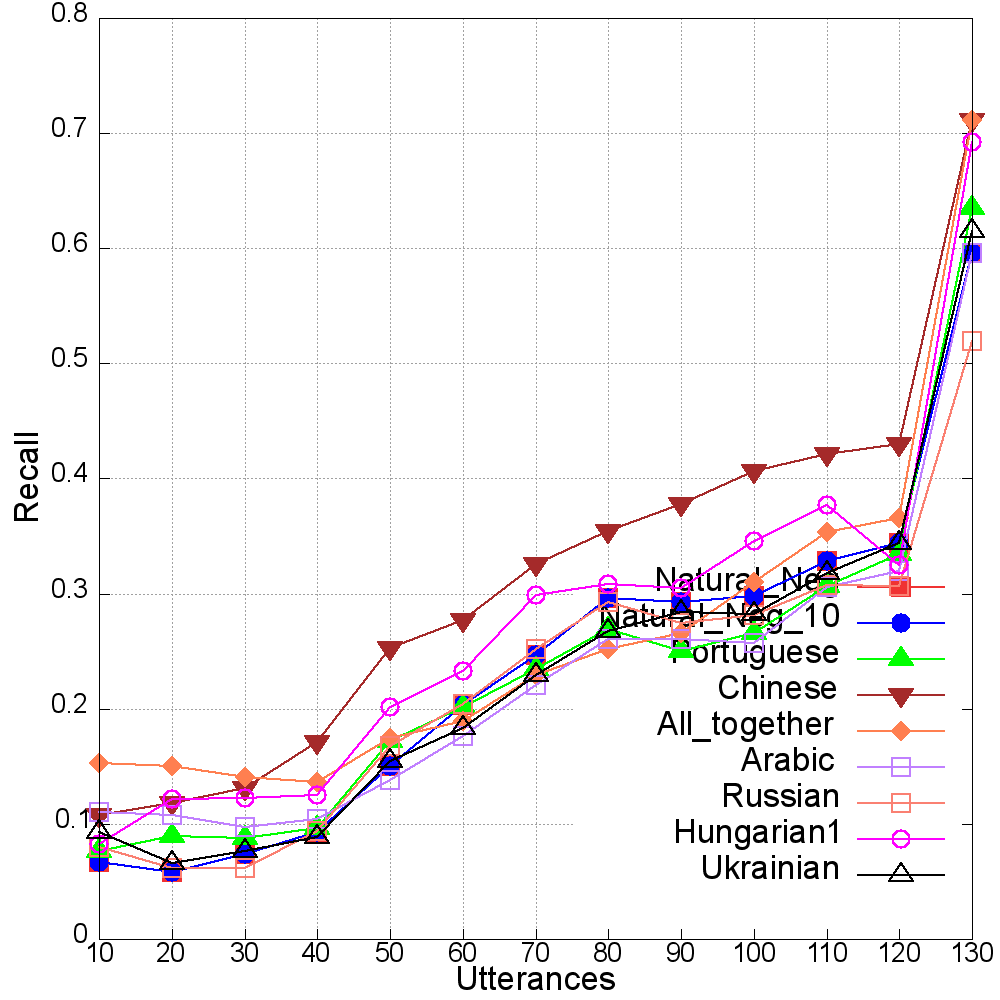 0.8
0.7
0.6
0.5
0.4
0.3
0.2
0.1
0
Recall
Natural_Neg
Natural_Neg_10
Portuguese
Chinese
All_together
Arabic
Russian
Hungarian1
Ukrainian
10 20 30 40 50 60 70 80 90 100 110 120 130
Utterances